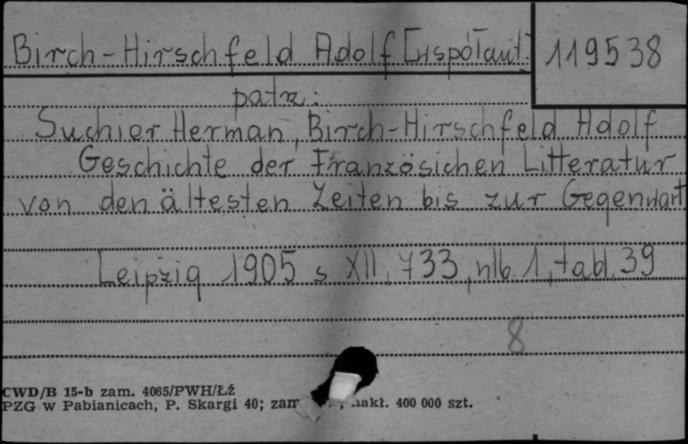 Birch-Hirschfeld Adolf [współaut.]
119538
patrz:
Suchier Herman, Birch-Hirschfeld Adolf
Geschichte der Französichen Litteratur
von den ältesten Zeiten bis zur Gegenwart
Leipzig 1905 s XII, 733, nlb. 1, tabl. 39
8
CWD/B 15-b zam. 4065/PWH/Łź
PZG w Pabianicach, P. Skargi 40; zam nakł. 400 000 szt.